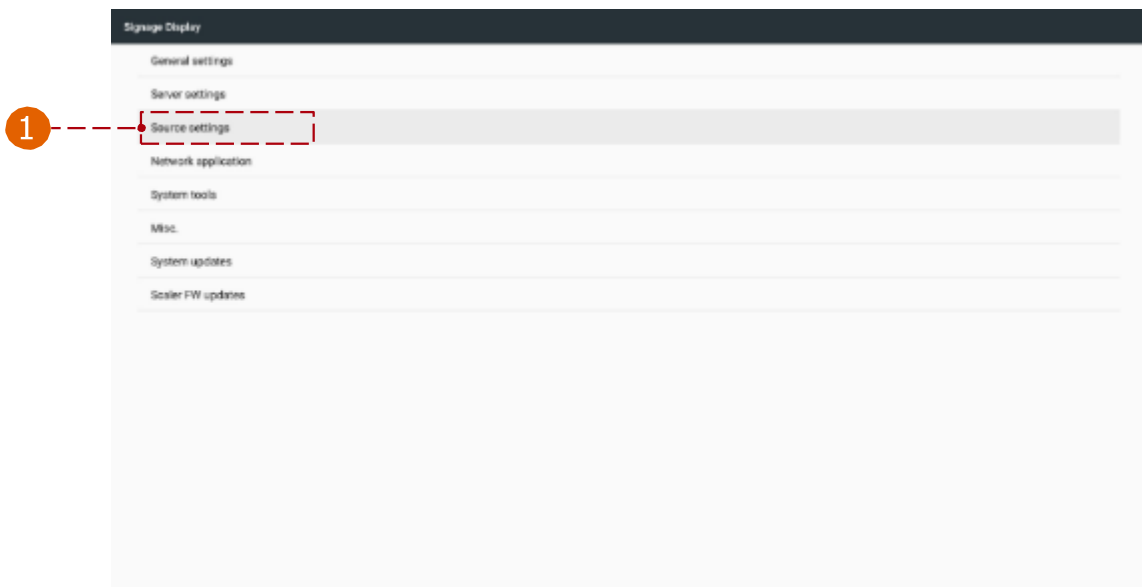 Signage Display
General settings
Server settings
1
Source settings
Network application
System tools
Misc.
System updates
Scaler FW updates